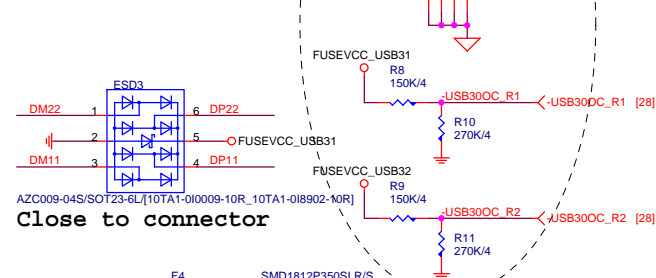 FUSEVCC_USB31
R8
150K/4
-USB30OC_R1
-USB30OC_R1 [28]
R10
270K/4
ESD3
DM22 1 6 DP22
2 5 FUSEVCC_USB31
DM11 3 4 DP11
AZC009-04S/SOT23-6L/[10TA1-0I0009-10R_10TA1-0I8902-10R]
Close to connector
FUSEVCC_USB32
R9
150K/4
-USB30OC_R2
-USB30OC_R2 [28]
R11
270K/4
F4 SMD1812P350SLR/S